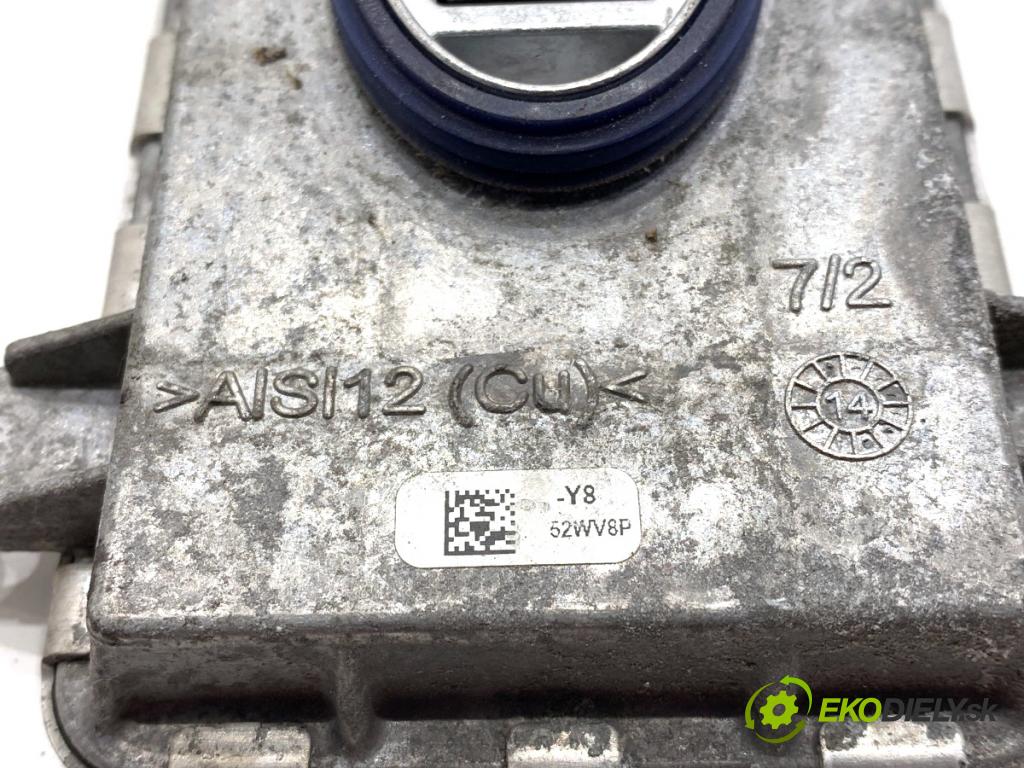 7/2
>AlSi12 (Cu)<
14
-Y8
52WV8P
EKODIELY.sk